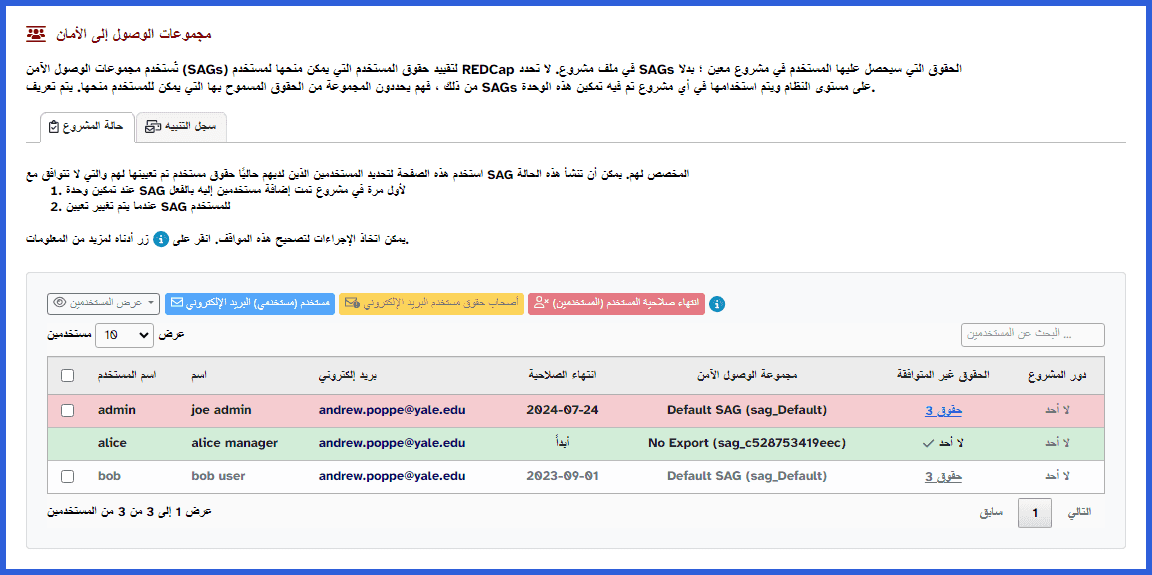 مجموعات الوصول إلى الأمان
الحقوق التي سيحصل عليها المستخدم في مشروع معين ؛ بدلا SAGs في ملف مشروع. لا تحدد REDCap لتقييد حقوق المستخدم التي يمكن منحها لمستخدم (SAGs) تُستخدم مجموعات الوصول الآمن
على مستوى النظام ويتم استخدامها في أي مشروع تم فيه تمكين هذه الوحدة SAGs من ذلك ، فهم يحددون المجموعة من الحقوق المسموح بها التي يمكن للمستخدم منحها. يتم تعريف.
حالة المشروع
سجل التنبيه
المخصص لهم. يمكن أن تنشأ هذه الحالة SAG استخدم هذه الصفحة لتحديد المستخدمين الذين لديهم حاليًا حقوق مستخدم تم تعيينها لهم والتي لا تتوافق مع
1. لأول مرة في مشروع تمت إضافة مستخدمين إليه بالفعل SAG عند تمكين وحدة
2. للمستخدم SAG عندما يتم تغيير تعيين
يمكن اتخاذ الإجراءات لتصحيح هذه المواقف. انقر على i زر أدناه لمزيد من المعلومات.
عرض المستخدمين
مستخدم (مستخدمي) البريد الإلكتروني
أصحاب حقوق مستخدم البريد الإلكتروني
انتهاء صلاحية المستخدم (المستخدمين)
i
عرض 10 مستخدمين
البحث عن المستخدمين ...
اسم المستخدم اسم بريد إلكتروني انتهاء الصلاحية مجموعة الوصول الآمن الحقوق غير المتوافقة دور المشروع
admin joe admin andrew.poppe@yale.edu 2024-07-24 Default SAG (sag_Default) 3 حقوق لا أحد
alice alice manager andrew.poppe@yale.edu أبداً No Export (sag_c528753419eec) لا أحد لا أحد
bob bob user andrew.poppe@yale.edu 2023-09-01 Default SAG (sag_Default) 3 حقوق لا أحد
عرض 1 إلى 3 من 3 من المستخدمين
سابق 1 التالي